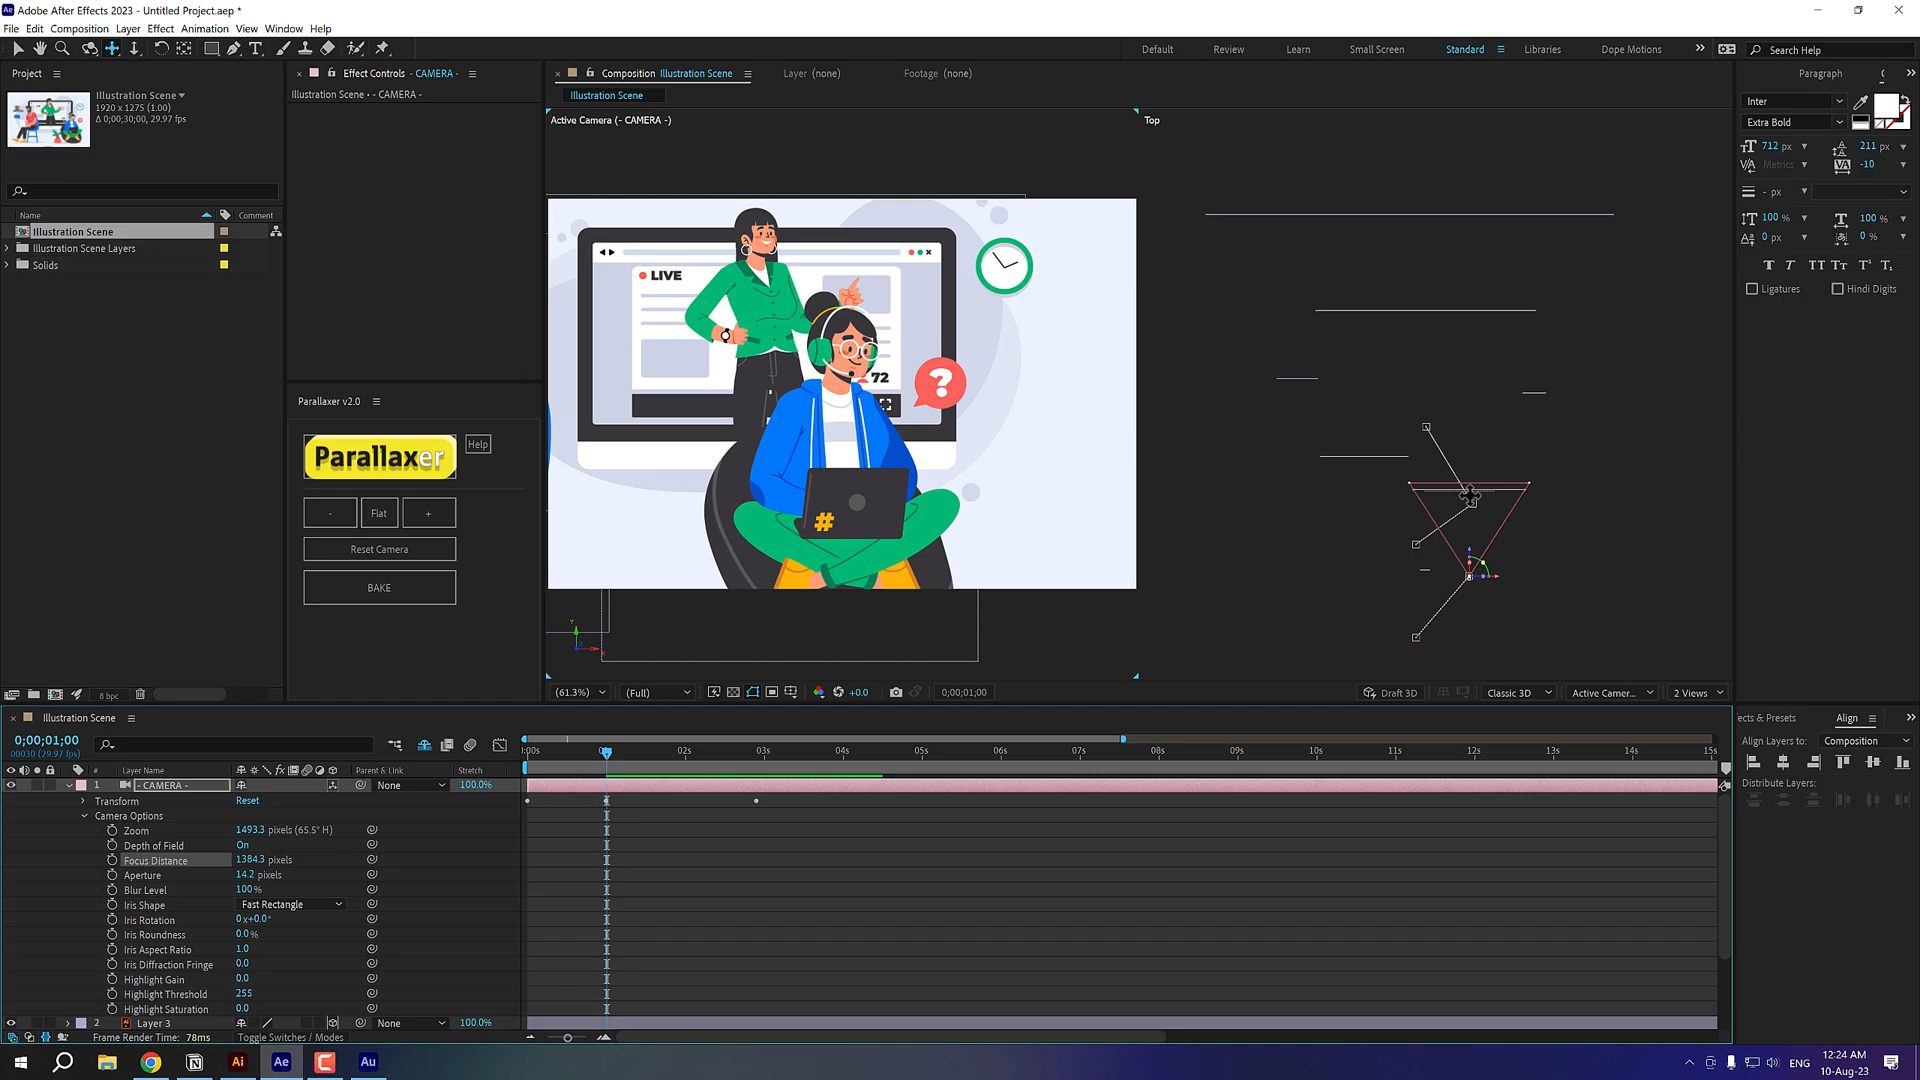 Adobe After Effects 2023 - Untitled Project.aep *
File Edit Composition Layer Effect Animation View Window Help
Default Review Learn Small Screen Standard Libraries Dope Motions Search Help
Project
Illustration Scene
1920 x 1275 (1.00)
Δ 0;00;30;00, 29.97 fps
Name Comment
Illustration Scene
Illustration Scene Layers
Solids
8 bpc
Effect Controls - CAMERA -
Illustration Scene • - CAMERA -
Parallaxer v2.0
Parallaxer Help
- Flat +
Reset Camera
BAKE
Composition Illustration Scene Layer (none) Footage (none)
Illustration Scene
Active Camera (- CAMERA -) Top
LIVE
72
?
#
Y
(61.3%) (Full) +0.0 0;00;01;00 Draft 3D Classic 3D Active Camer... 2 Views
Paragraph C
Inter
Extra Bold
712 px 211 px
Metrics -10
- px
100 % 100 %
0 px 0 %
Ligatures Hindi Digits
Illustration Scene
0;00;01;00
00030 (29.97 fps)
:00s 02s 03s 04s 05s 06s 07s 08s 09s 10s 11s 12s 13s 14s 15s
# Layer Name Parent & Link Stretch
1 - CAMERA - None 100.0%
Transform Reset
Camera Options
Zoom 1493.3 pixels (65.5° H)
Depth of Field On
Focus Distance 1384.3 pixels
Aperture 14.2 pixels
Blur Level 100 %
Iris Shape Fast Rectangle
Iris Rotation 0 x+0.0°
Iris Roundness 0.0 %
Iris Aspect Ratio 1.0
Iris Diffraction Fringe 0.0
Highlight Gain 0.0
Highlight Threshold 255
Highlight Saturation 0.0
2 Layer 3 None 100.0%
Frame Render Time: 78ms Toggle Switches / Modes
ects & Presets Align
Align Layers to: Composition
Distribute Layers:
Ai Ae Au
ENG
12:24 AM
10-Aug-23